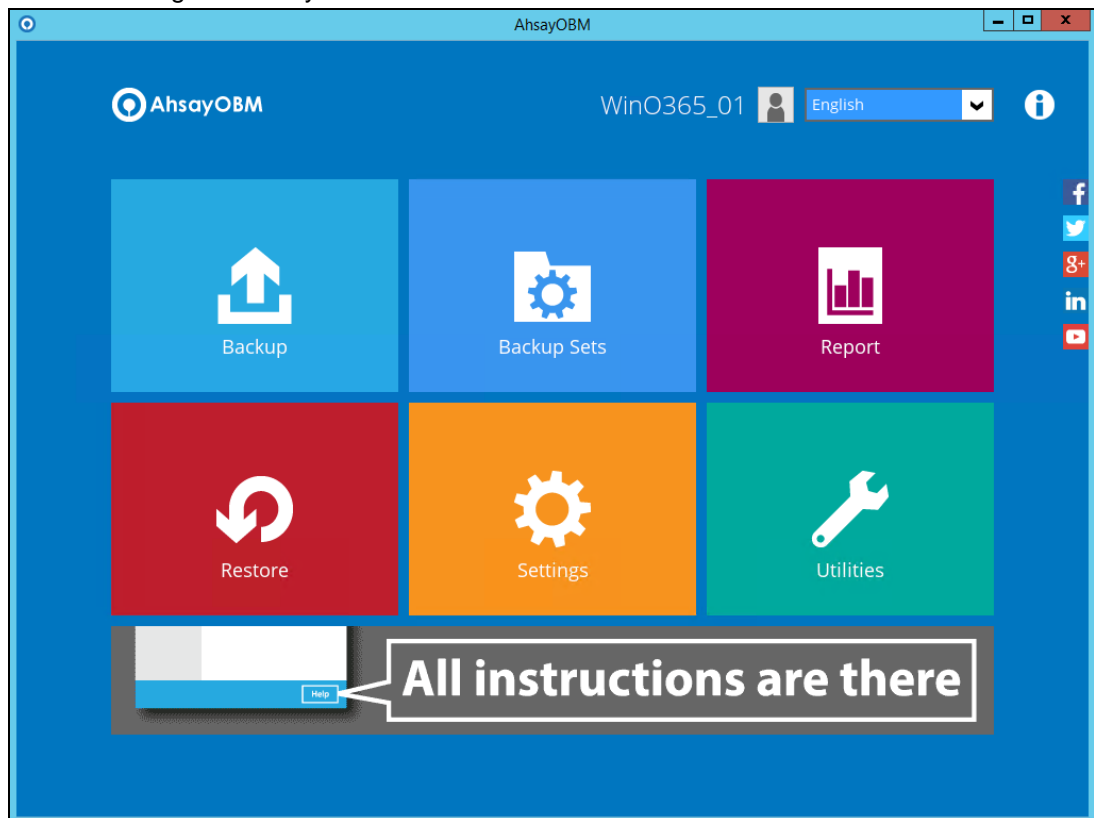 AhsayOBM
AhsayOBM
WinO365_01
English
Backup
Backup Sets
Report
Restore
Settings
Utilities
Help
All instructions are there